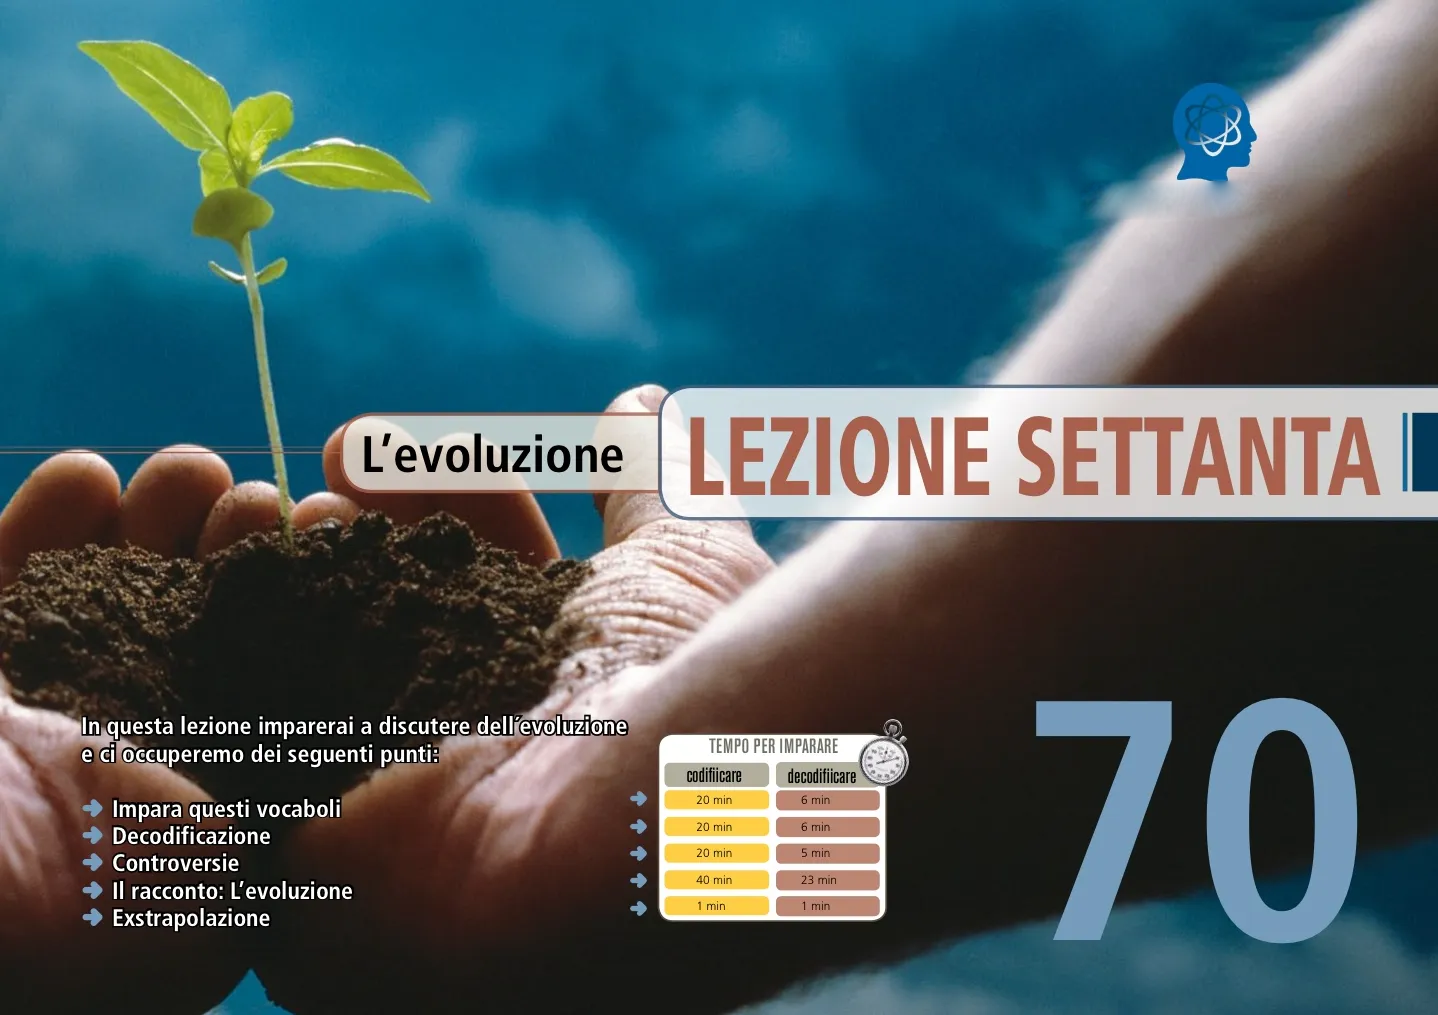 L'evoluzione
LEZIONE SETTANTA
In questa lezione imparerai a discutere dell´evoluzione
e ci occuperemo dei seguenti punti:
Impara questi vocaboli
Decodificazione
Controversie
Il racconto: L'evoluzione
Exstrapolazione
TEMPO PER IMPARARE
codifiicare decodifiicare
20 min 6 min
20 min 6 min
20 min 5 min
40 min 23 min
1 min 1 min
70